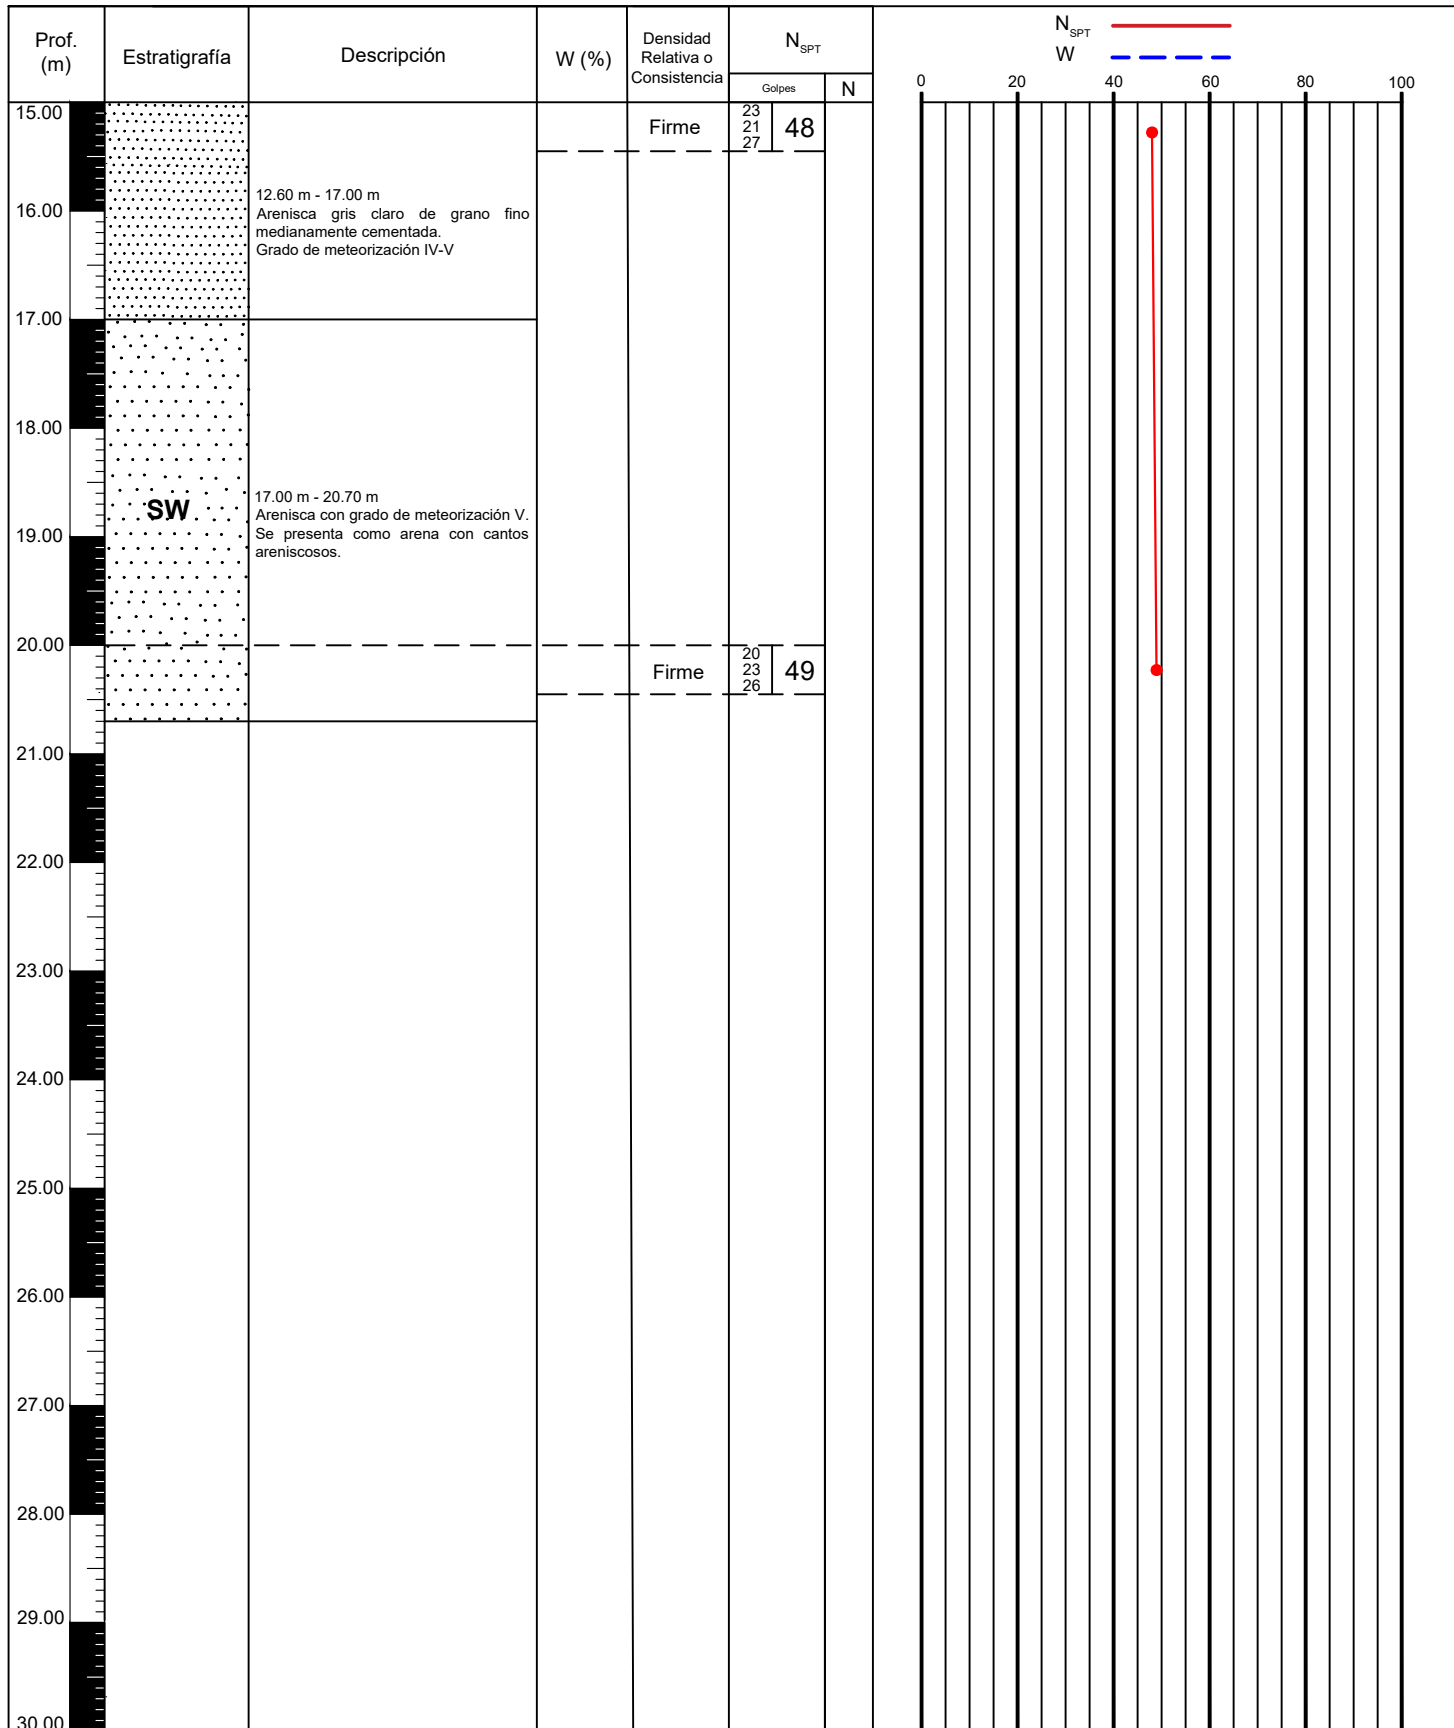 Prof.
(m)
Estratigrafía
Descripción
W (%)
Densidad
Relativa o
Consistencia
NSPT
Golpes
N
NSPT
W
0 20 40 60 80 100
15.00
Firme
23
21
27
48
12.60 m - 17.00 m
Arenisca gris claro de grano fino
medianamente cementada.
Grado de meteorización IV-V
16.00
17.00
18.00
SW
17.00 m - 20.70 m
Arenisca con grado de meteorización V.
Se presenta como arena con cantos
areniscosos.
19.00
20.00
Firme
20
23
26
49
21.00
22.00
23.00
24.00
25.00
26.00
27.00
28.00
29.00
30.00